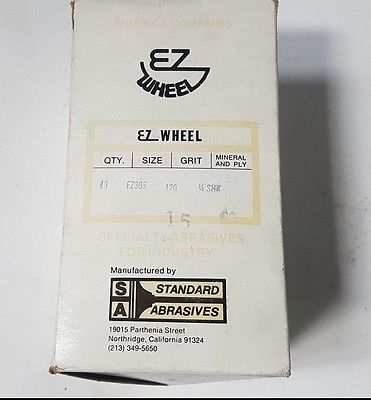 THIS BOX CONTAINS
EZ
WHEEL
EZ WHEEL
QTY. SIZE GRIT MINERAL AND PLY
EZ305 120
15
SPECIALTY ABRASIVES
FOR INDUSTRY
Manufactured by
SA STANDARD
ABRASIVES
19015 Parthenia Street
Northridge, California 91324
(213) 349-5650